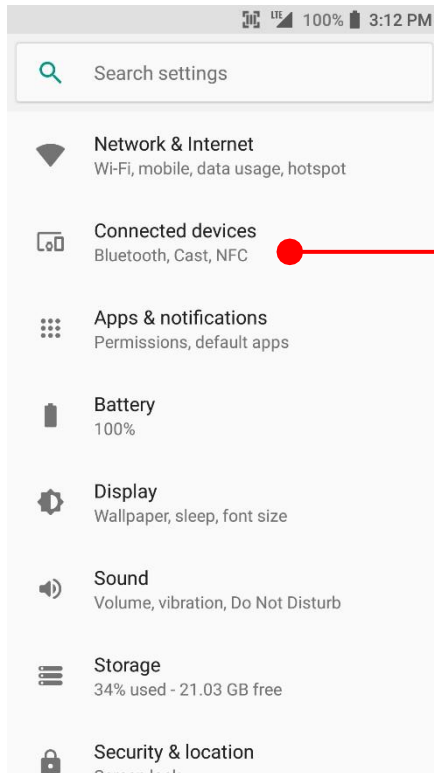 LTE 100% 3:12 PM
Search settings
Network & Internet
Wi-Fi, mobile, data usage, hotspot
Connected devices
Bluetooth, Cast, NFC
Apps & notifications
Permissions, default apps
Battery
100%
Display
Wallpaper, sleep, font size
Sound
Volume, vibration, Do Not Disturb
Storage
34% used - 21.03 GB free
Security & location